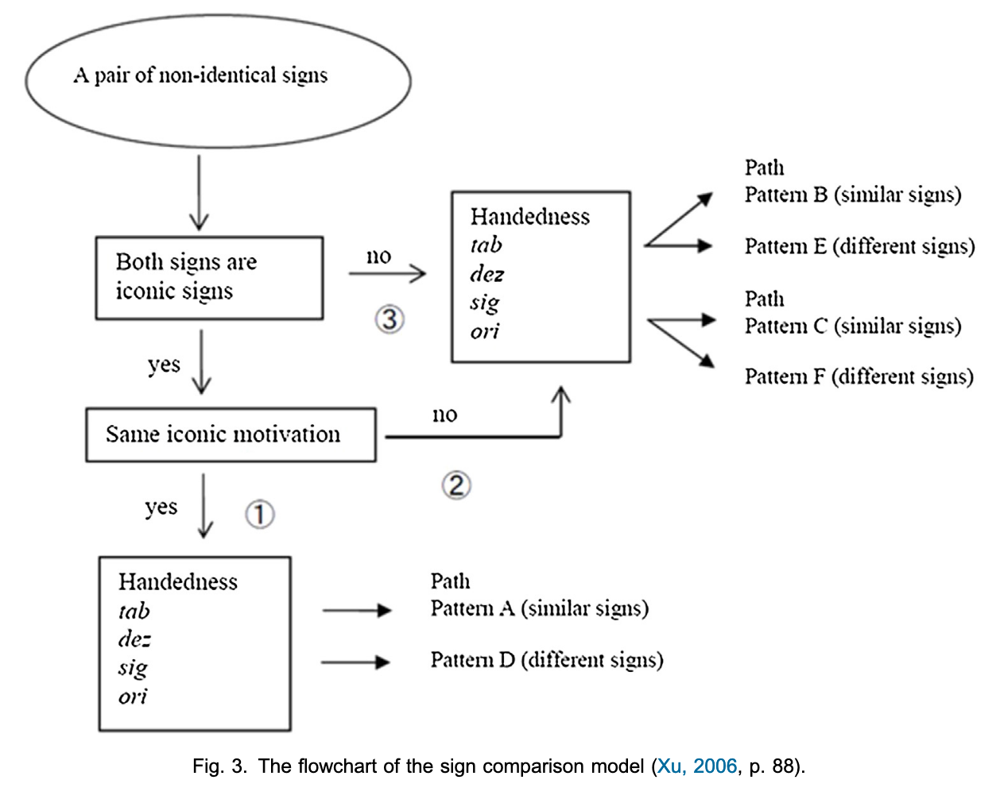 A pair of non-identical signs
Both signs are
iconic signs
no
③
Handedness
tab
dez
sig
ori
Path
Pattern B (similar signs)
Pattern E (different signs)
Path
Pattern C (similar signs)
Pattern F (different signs)
yes
Same iconic motivation
no
②
yes
①
Handedness
tab
dez
sig
ori
Path
Pattern A (similar signs)
Pattern D (different signs)
Fig. 3. The flowchart of the sign comparison model (Xu, 2006, p. 88).